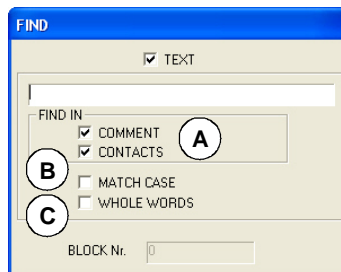 FIND
TEXT
FIND IN
COMMENT
A
CONTACTS
B
MATCH CASE
C
WHOLE WORDS
BLOCK Nr.
0